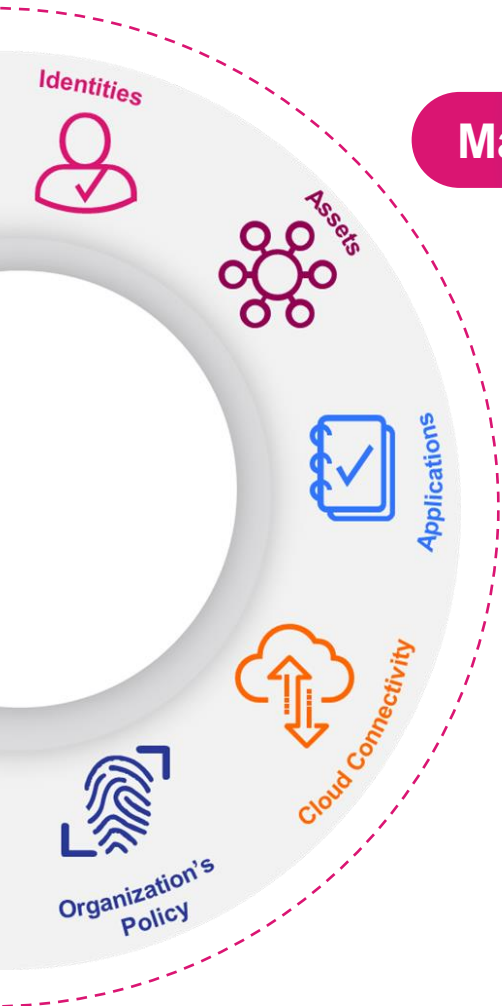 Identities
Ma
Assets
Applications
Cloud Connectivity
Organization's
Policy